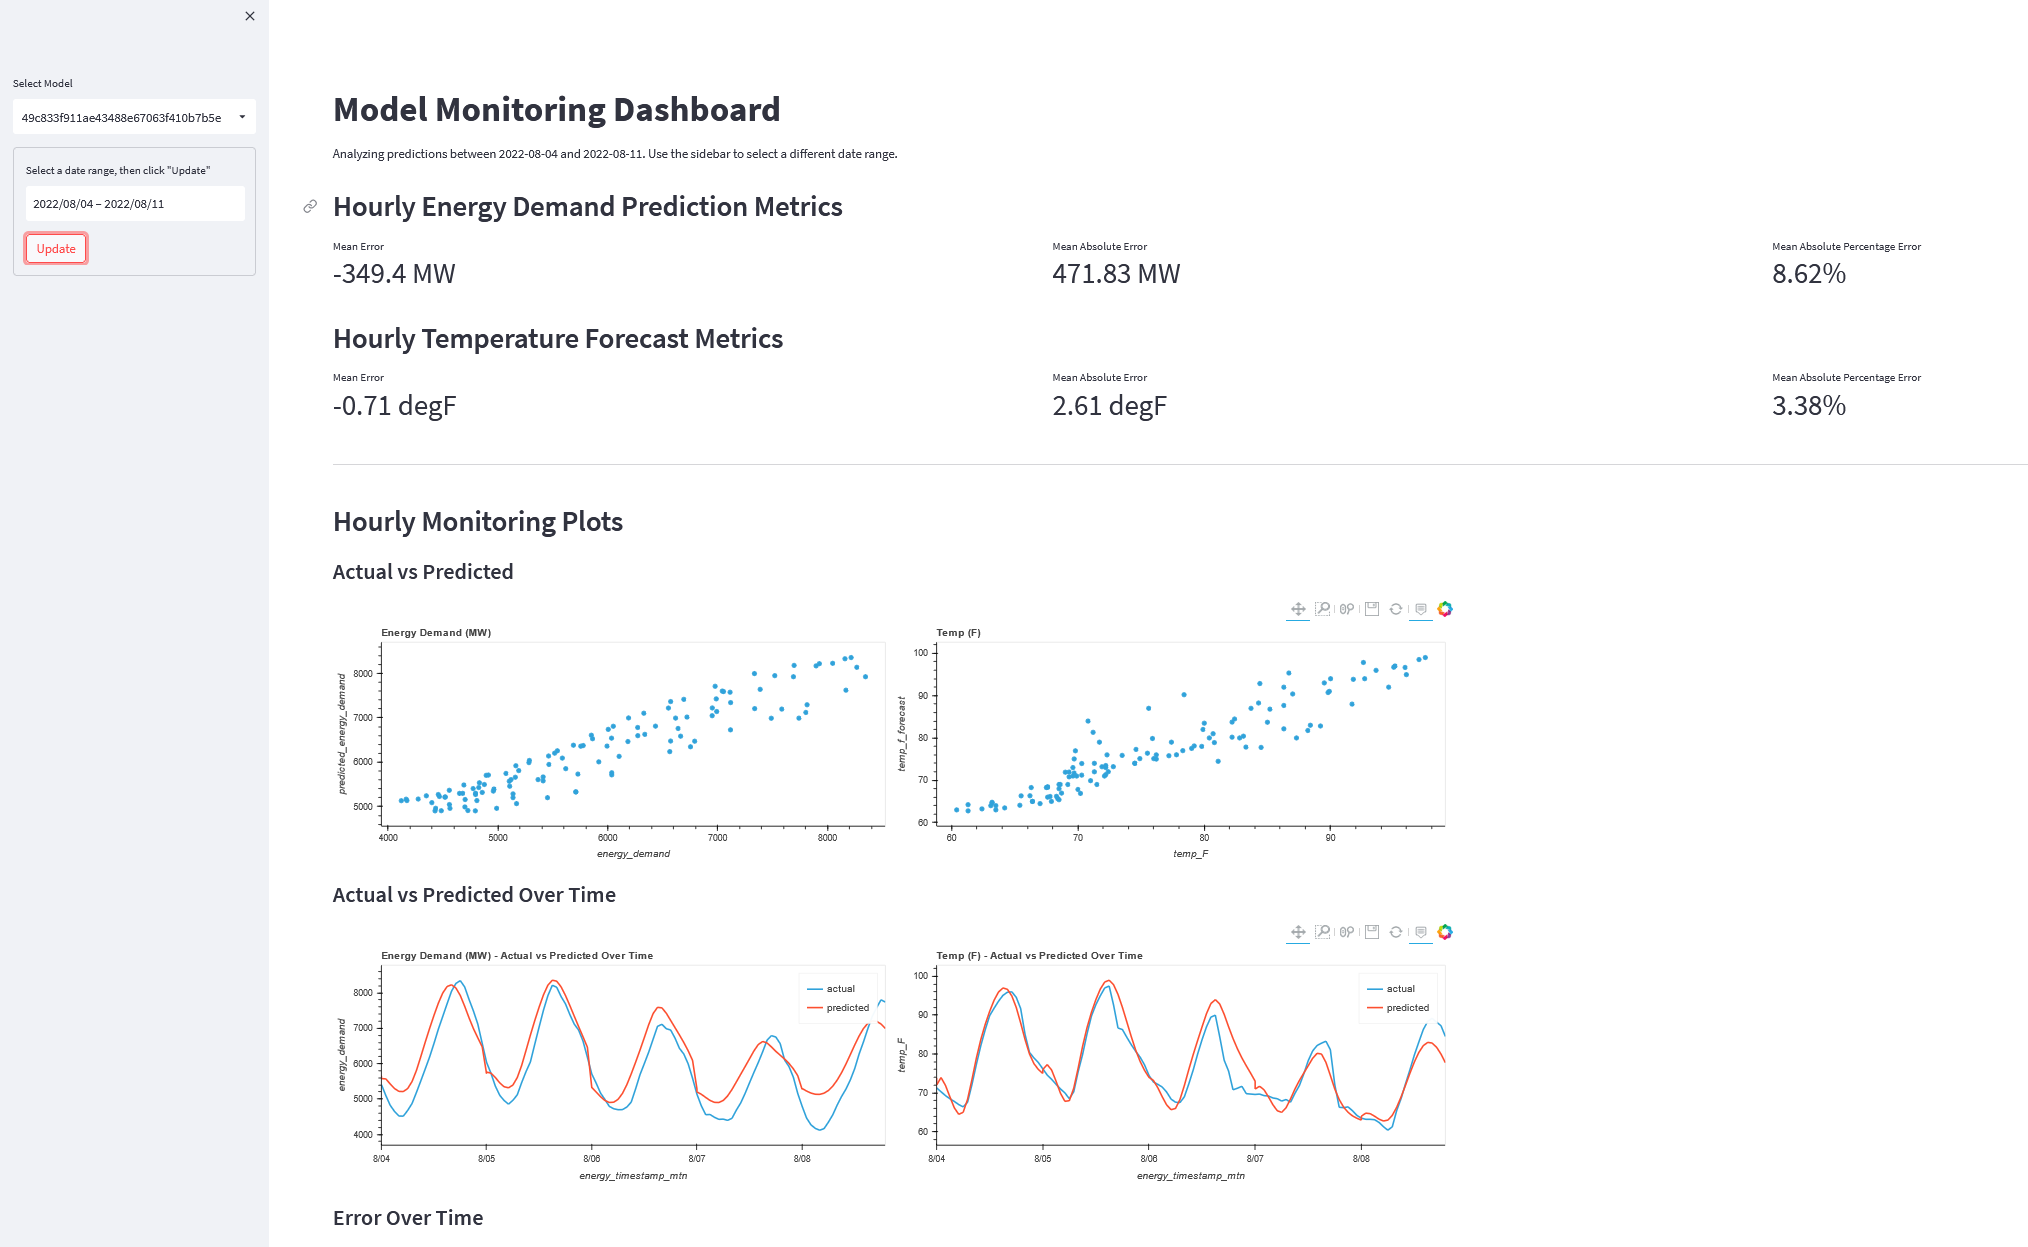 Select Model
49c833f911ae43488e67063f410b7b5e
Select a date range, then click "Update"
2022/08/04 – 2022/08/11
Update
Model Monitoring Dashboard
Analyzing predictions between 2022-08-04 and 2022-08-11. Use the sidebar to select a different date range.
Hourly Energy Demand Prediction Metrics
Mean Error
-349.4 MW
Mean Absolute Error
471.83 MW
Mean Absolute Percentage Error
8.62%
Hourly Temperature Forecast Metrics
Mean Error
-0.71 degF
Mean Absolute Error
2.61 degF
Mean Absolute Percentage Error
3.38%
Hourly Monitoring Plots
Actual vs Predicted
Energy Demand (MW)
predicted_energy_demand
8000
7000
6000
5000
4000 5000 6000 7000 8000
energy_demand
Temp (F)
temp_f_forecast
100
90
80
70
60
60 70 80 90
temp_F
Actual vs Predicted Over Time
Energy Demand (MW) - Actual vs Predicted Over Time
energy_demand
8000
7000
6000
5000
4000
actual
predicted
8/04 8/05 8/06 8/07 8/08
energy_timestamp_mtn
Temp (F) - Actual vs Predicted Over Time
temp_F
100
90
80
70
60
actual
predicted
8/04 8/05 8/06 8/07 8/08
energy_timestamp_mtn
Error Over Time